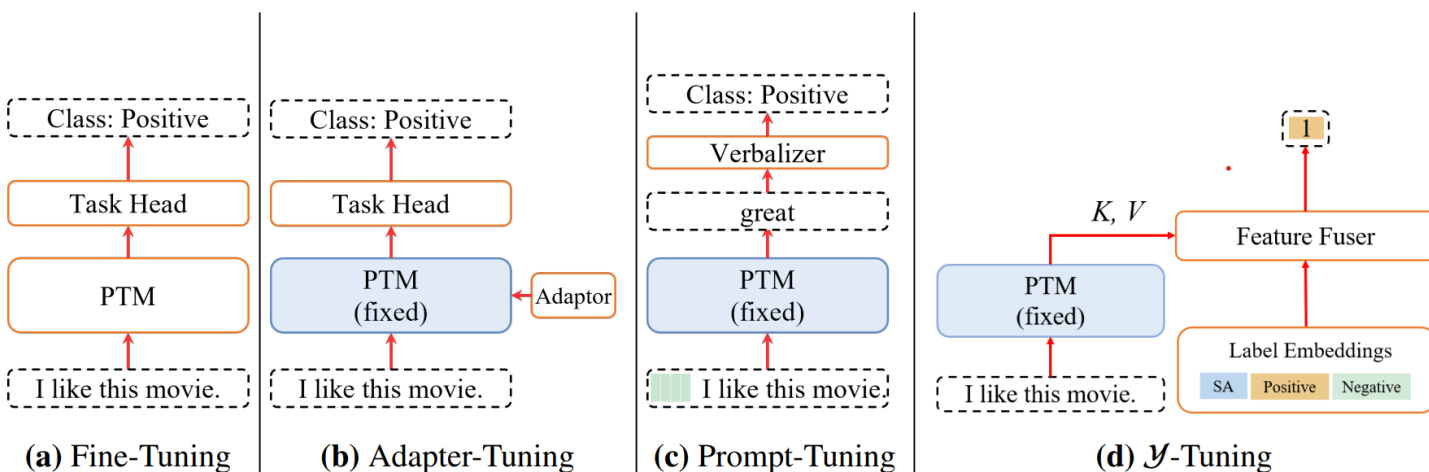 Class: Positive
Task Head
PTM
I like this movie.
(a) Fine-Tuning
Class: Positive
Task Head
PTM
(fixed)
Adaptor
I like this movie.
(b) Adapter-Tuning
Class: Positive
Verbalizer
great
PTM
(fixed)
I like this movie.
(c) Prompt-Tuning
1
K, V
Feature Fuser
PTM
(fixed)
Label Embeddings
SA Positive Negative
I like this movie.
(d) 𝒴-Tuning